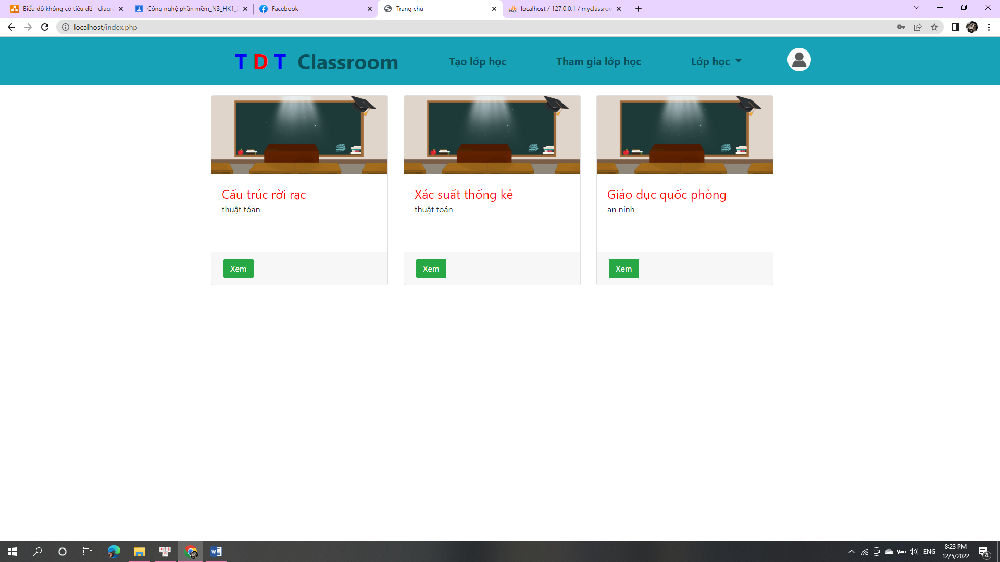 Biểu đồ không có tiêu đề - diagra
Công nghệ phần mềm_N3_HK1_2
Facebook
Trang chủ
localhost / 127.0.0.1 / myclassroo
localhost/index.php
T D T Classroom
Tạo lớp học
Tham gia lớp học
Lớp học
Cấu trúc rời rạc
thuật tóan
Xem
Xác suất thống kê
thuật toán
Xem
Giáo dục quốc phòng
an ninh
Xem
ENG
8:23 PM
12/5/2022
4